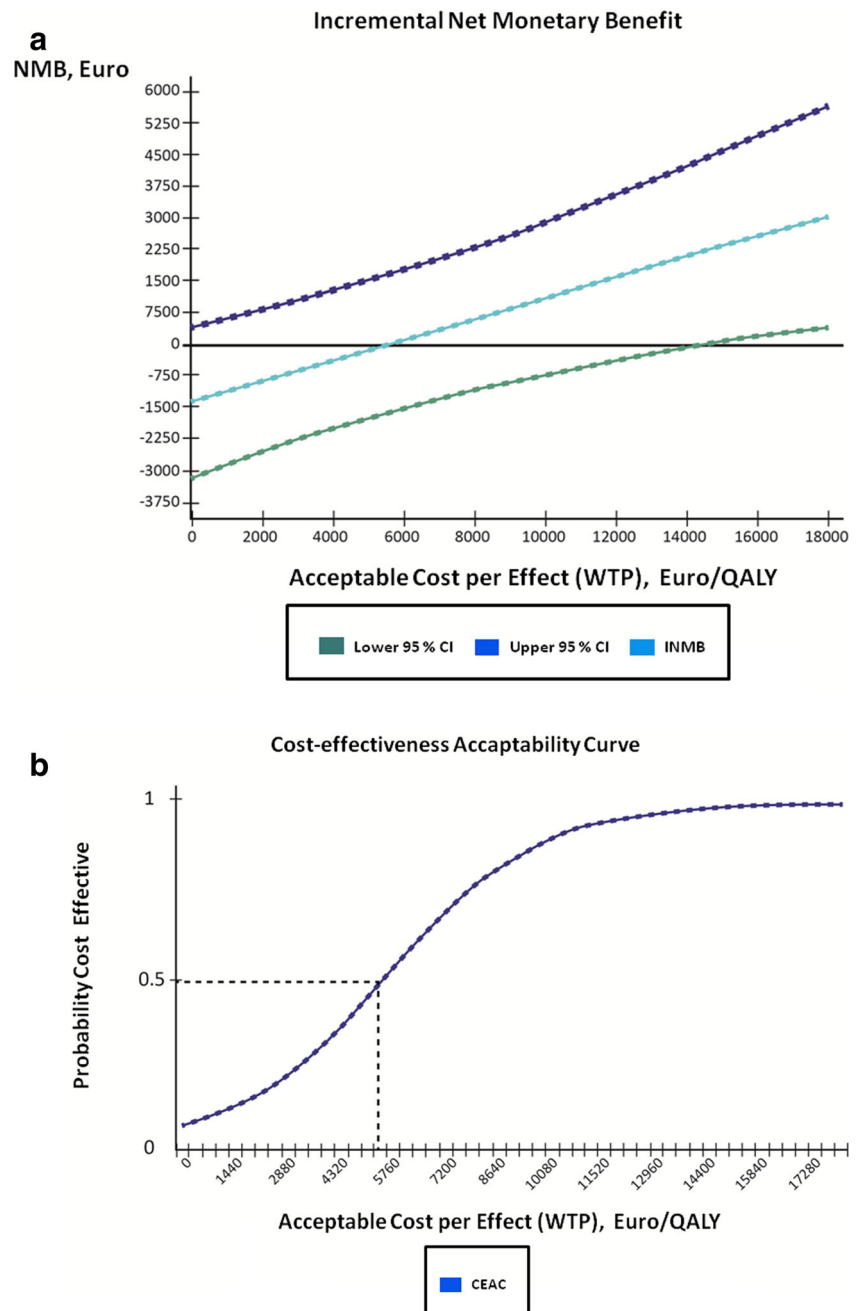 a
Incremental Net Monetary Benefit
NMB, Euro
6000
5250
4500
3750
3000
2250
1500
7500
0
-750
-1500
-2250
-3000
-3750
0 2000 4000 6000 8000 10000 12000 14000 16000 18000
Acceptable Cost per Effect (WTP), Euro/QALY
Lower 95 % CI Upper 95 % CI INMB
b
Cost-effectiveness Accaptability Curve
Probability Cost Effective
1
0.5
0
0 1440 2880 4320 5760 7200 8640 10080 11520 12960 14400 15840 17280
Acceptable Cost per Effect (WTP), Euro/QALY
CEAC